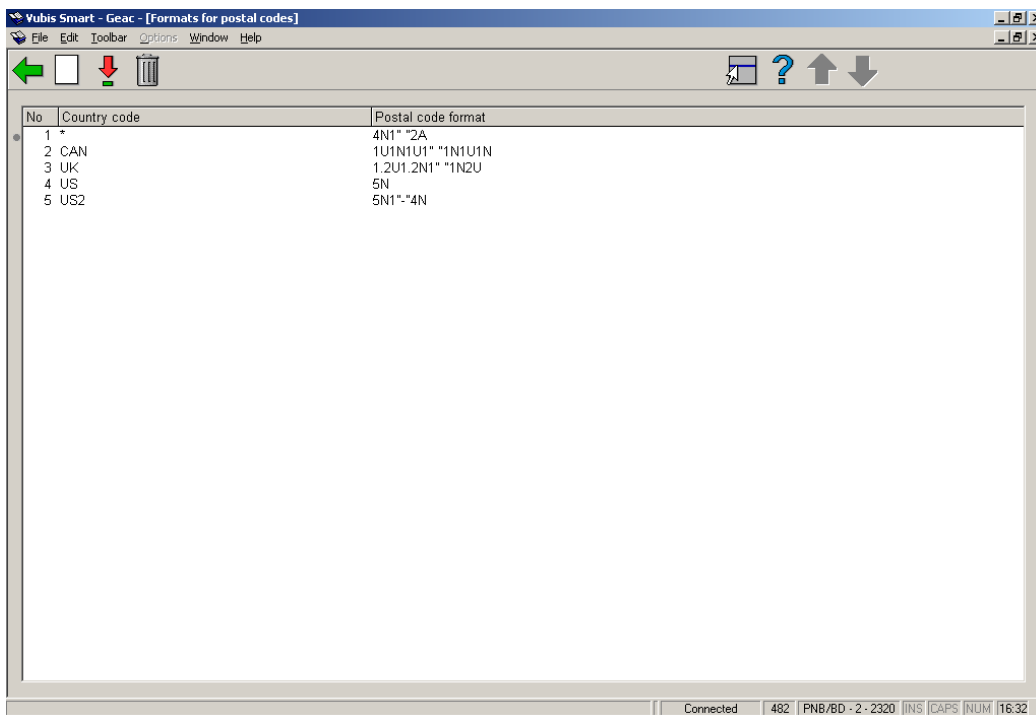 Vubis Smart - Geac - [Formats for postal codes]
File Edit Toolbar Options Window Help
No Country code Postal code format
1 * 4N1" "2A
2 CAN 1U1N1U1" "1N1U1N
3 UK 1.2U1.2N1" "1N2U
4 US 5N
5 US2 5N1"-"4N
Connected 482 PNB/BD - 2 - 2320 INS CAPS NUM 16:32